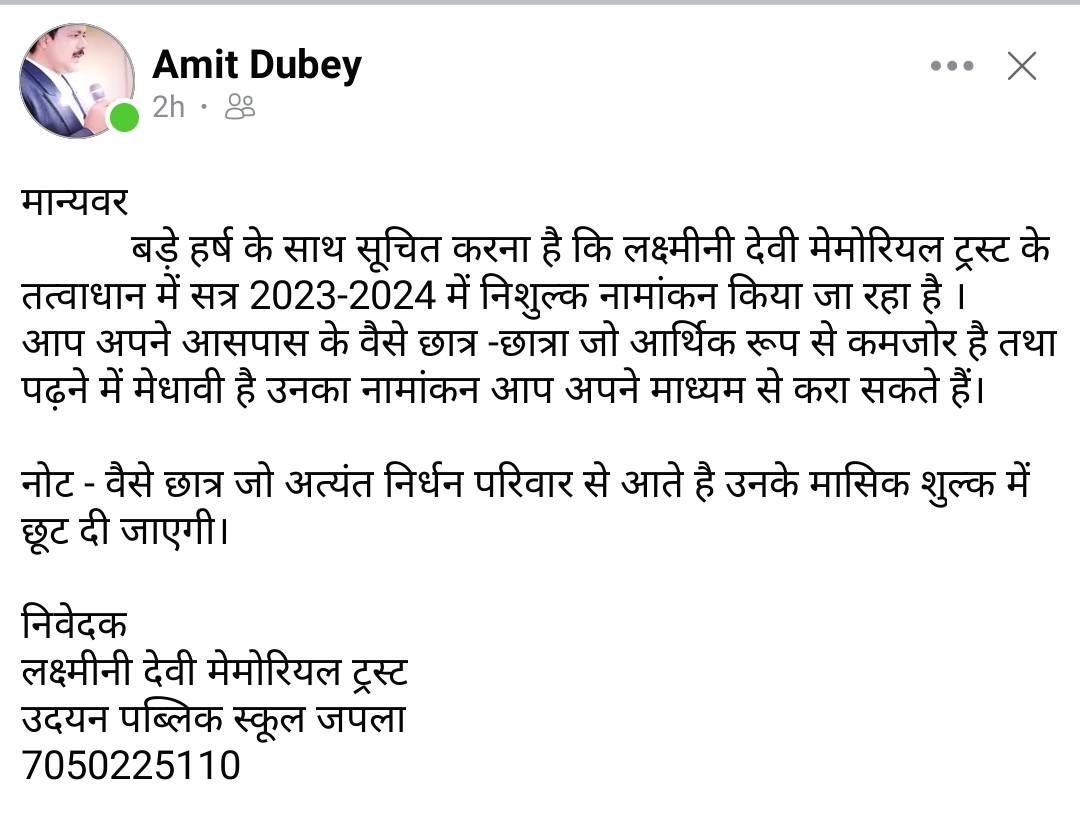 Amit Dubey
2h ·
मान्यवर
बड़े हर्ष के साथ सूचित करना है कि लक्ष्मीनी देवी मेमोरियल ट्रस्ट के
तत्वाधान में सत्र 2023-2024 में निशुल्क नामांकन किया जा रहा है ।
आप अपने आसपास के वैसे छात्र -छात्रा जो आर्थिक रूप से कमजोर है तथा
पढ़ने में मेधावी है उनका नामांकन आप अपने माध्यम से करा सकते हैं।
नोट - वैसे छात्र जो अत्यंत निर्धन परिवार से आते है उनके मासिक शुल्क में
छूट दी जाएगी।
निवेदक
लक्ष्मीनी देवी मेमोरियल ट्रस्ट
उदयन पब्लिक स्कूल जपला
7050225110